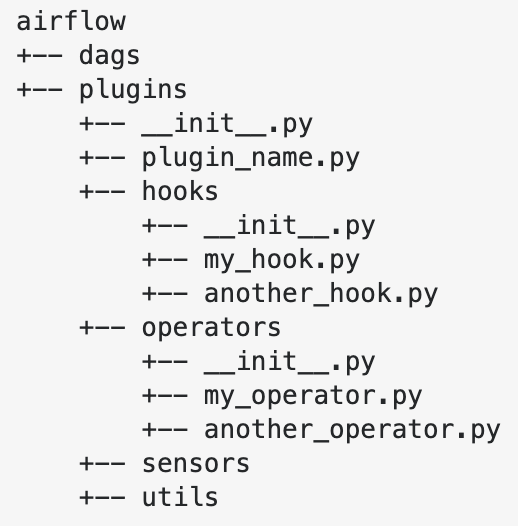 airflow
+-- dags
+-- plugins
    +-- __init__.py
    +-- plugin_name.py
    +-- hooks
        +-- __init__.py
        +-- my_hook.py
        +-- another_hook.py
    +-- operators
        +-- __init__.py
        +-- my_operator.py
        +-- another_operator.py
    +-- sensors
    +-- utils